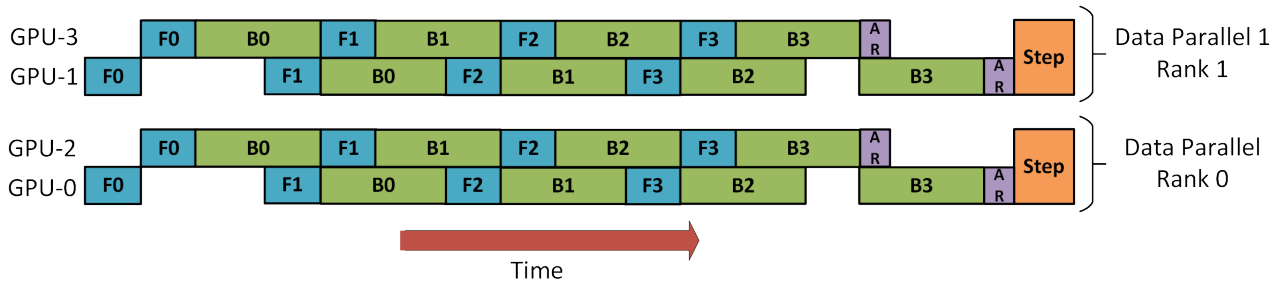 GPU-3 F0 B0 F1 B1 F2 B2 F3 B3 A R
GPU-1 F0 F1 B0 F2 B1 F3 B2 B3 A R Step
Data Parallel 1
Rank 1
GPU-2 F0 B0 F1 B1 F2 B2 F3 B3 A R
GPU-0 F0 F1 B0 F2 B1 F3 B2 B3 A R Step
Data Parallel
Rank 0
Time